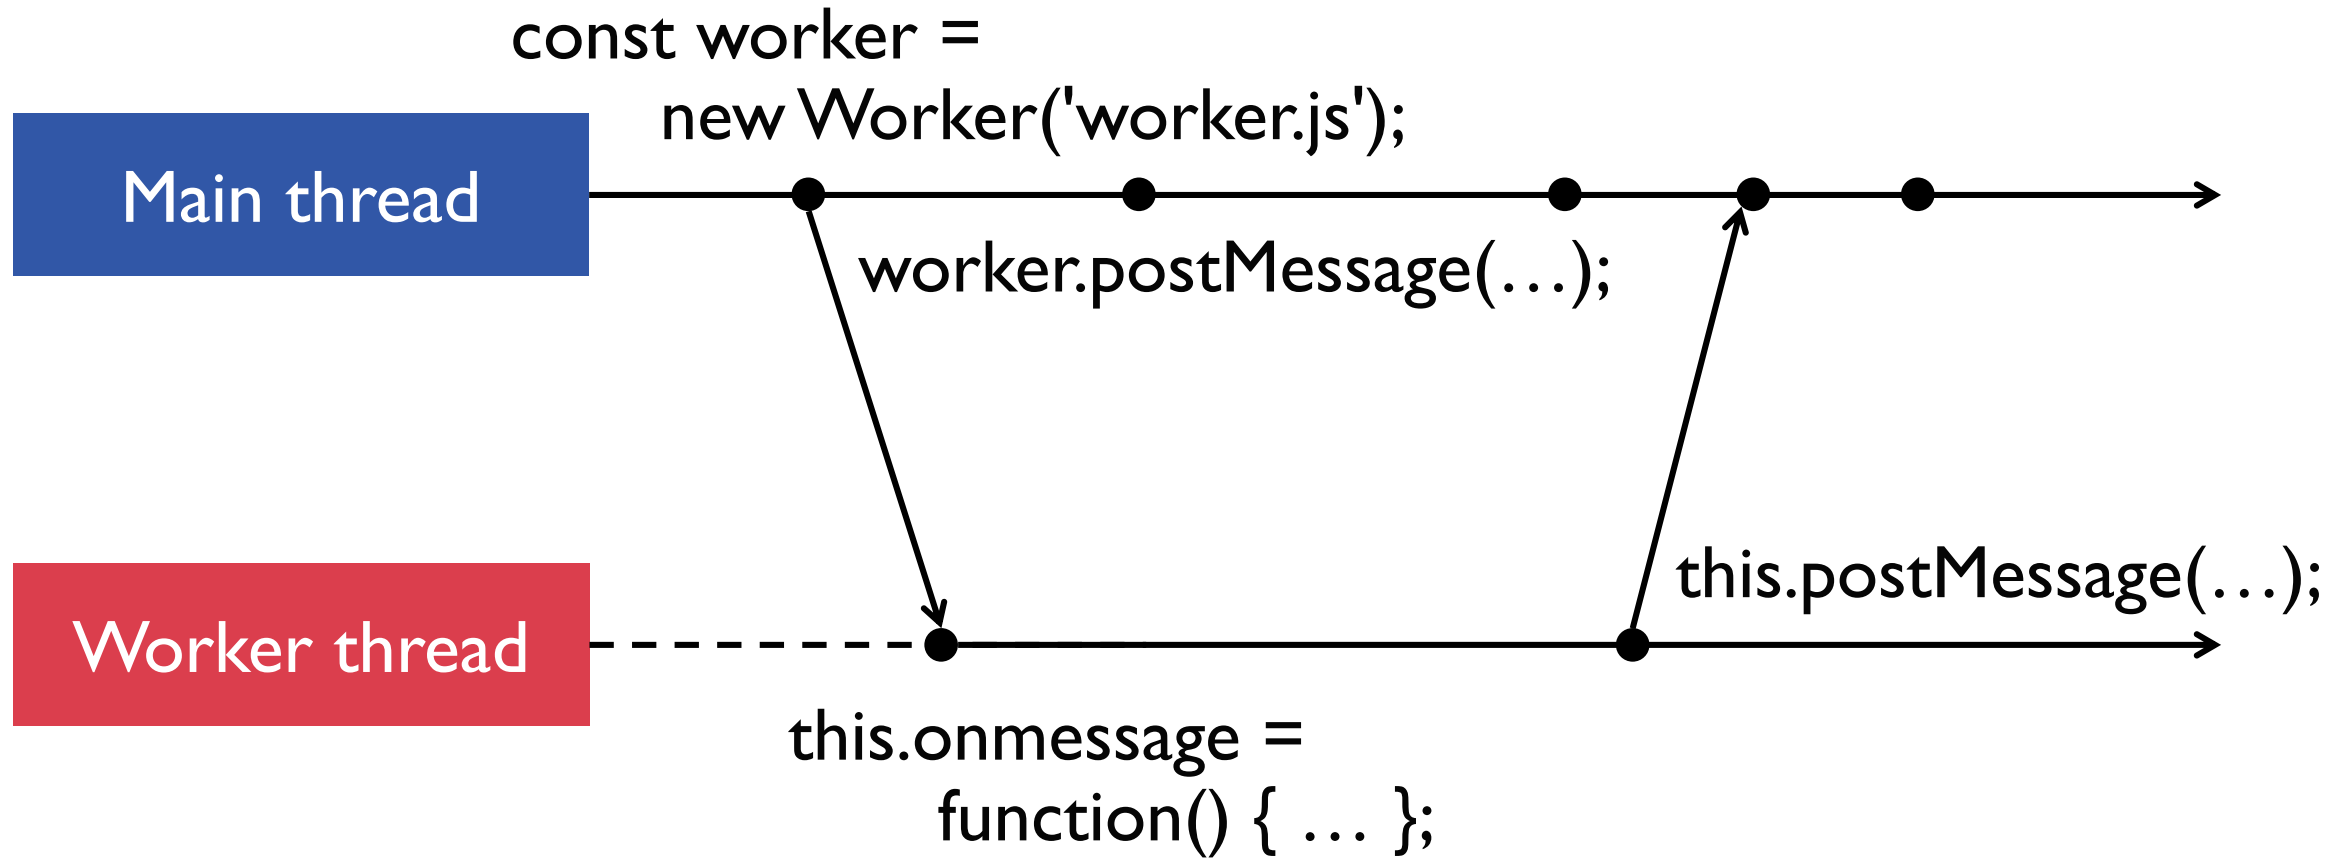 const worker =
new Worker('worker.js');
Main thread
worker.postMessage(…);
this.postMessage(…);
Worker thread
this.onmessage =
function() { … };